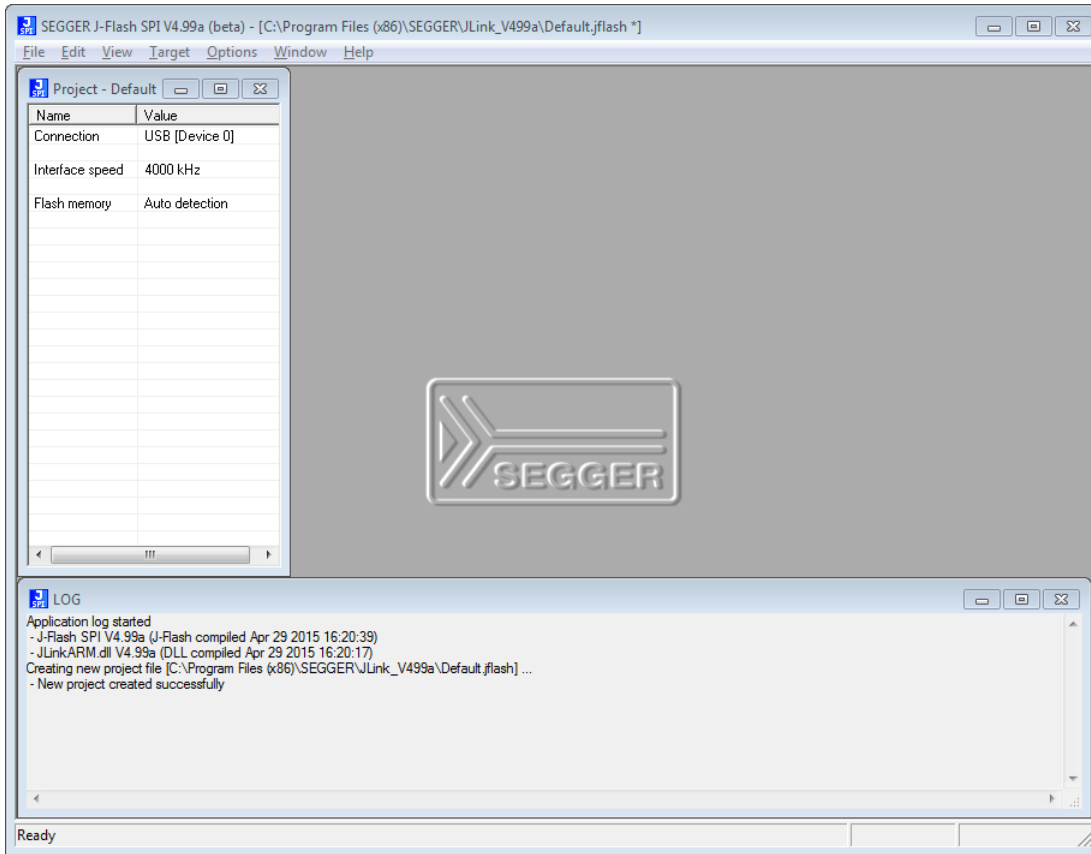 SEGGER J-Flash SPI V4.99a (beta) - [C:\Program Files (x86)\SEGGER\JLink_V499a\Default.jflash *]
File Edit View Target Options Window Help
Project - Default
Name Value
Connection USB [Device 0]
Interface speed 4000 kHz
Flash memory Auto detection
SEGGER
LOG
Application log started
- J-Flash SPI V4.99a (J-Flash compiled Apr 29 2015 16:20:39)
- JLinkARM.dll V4.99a (DLL compiled Apr 29 2015 16:20:17)
Creating new project file [C:\Program Files (x86)\SEGGER\JLink_V499a\Default.jflash] ...
- New project created successfully
Ready